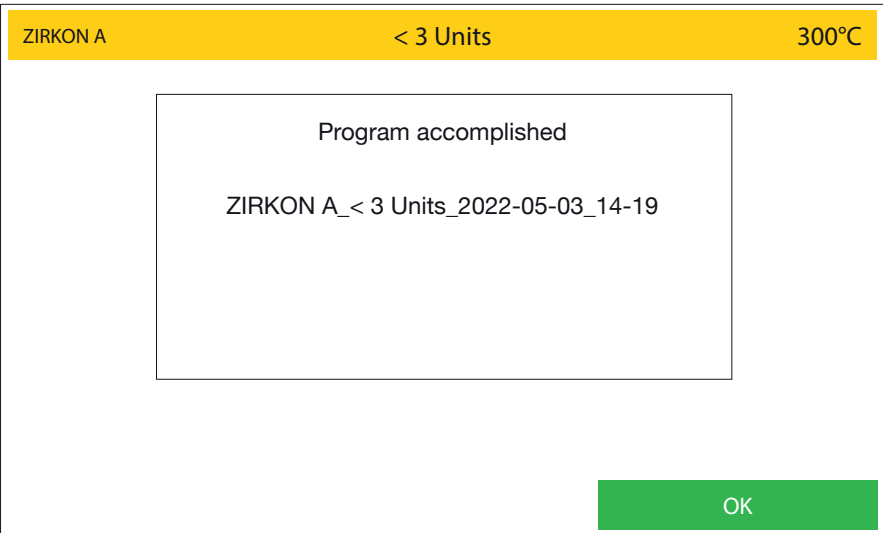 ZIRKON A < 3 Units 300°C
Program accomplished
ZIRKON A_< 3 Units_2022-05-03_14-19
OK